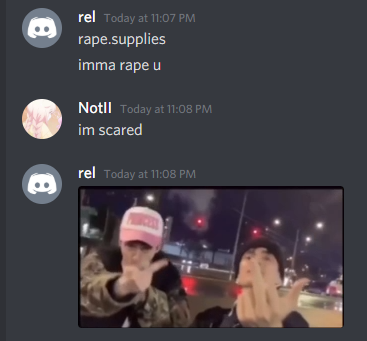 rel Today at 11:07 PM
rape.supplies
imma rape u
NotII Today at 11:08 PM
im scared
rel Today at 11:08 PM